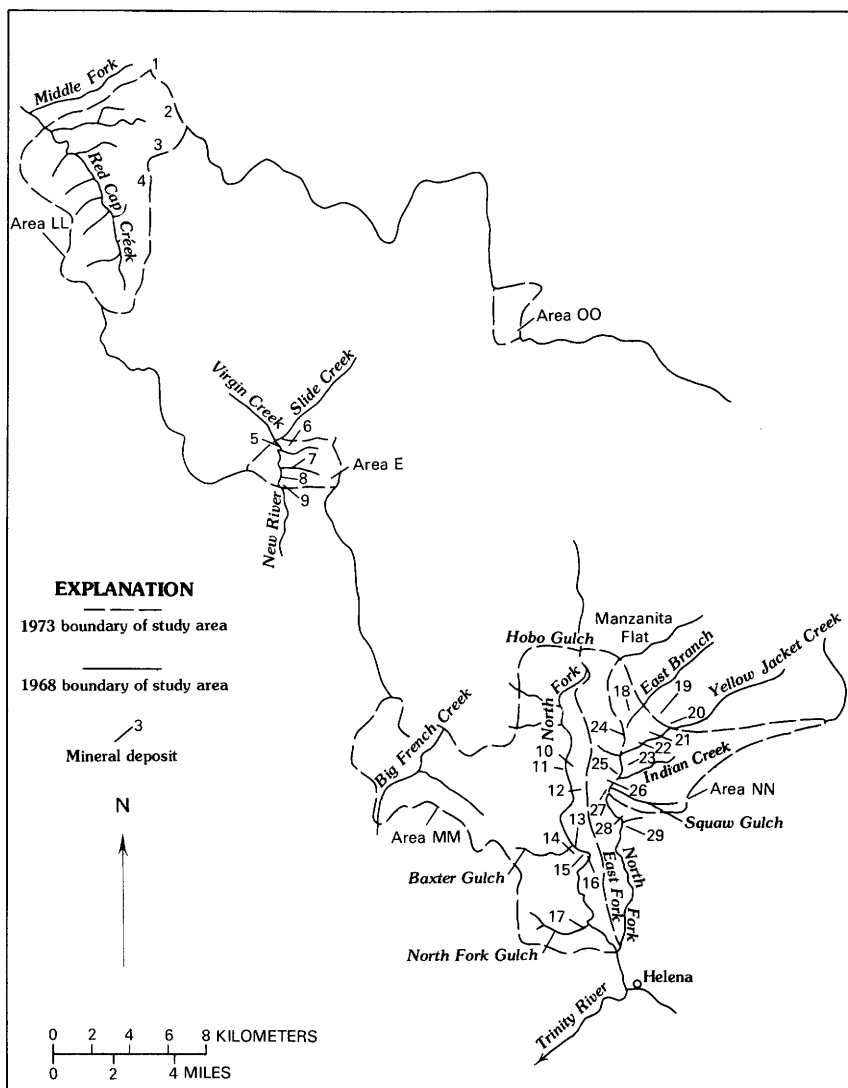 Middle Fork
1
2
3
4
Red Cap Creek
Area LL
Area OO
Virgin Creek
Slide Creek
5
6
7
8
9
Area E
New River
EXPLANATION
1973 boundary of study area
1968 boundary of study area
3
Mineral deposit
N
Hobo Gulch
Manzanita
Flat
North Fork
East Branch
Yellow Jacket Creek
18
19
20
21
22
23
24
25
Indian Creek
26
27
28
29
Area NN
Squaw Gulch
Big French Creek
Area MM
10
11
12
13
14
15
16
17
Baxter Gulch
North Fork Gulch
East Fork
North Fork
Helena
Trinity River
0 2 4 6 8 KILOMETERS
0 2 4 MILES